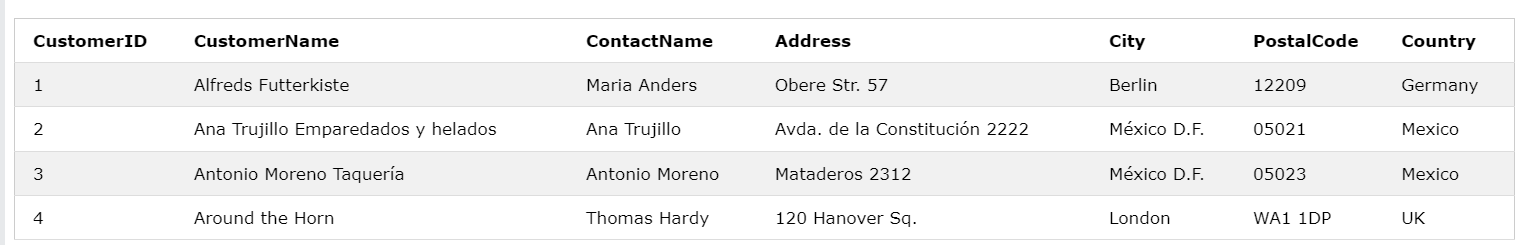 CustomerID CustomerName ContactName Address City PostalCode Country
1 Alfreds Futterkiste Maria Anders Obere Str. 57 Berlin 12209 Germany
2 Ana Trujillo Emparedados y helados Ana Trujillo Avda. de la Constitución 2222 México D.F. 05021 Mexico
3 Antonio Moreno Taquería Antonio Moreno Mataderos 2312 México D.F. 05023 Mexico
4 Around the Horn Thomas Hardy 120 Hanover Sq. London WA1 1DP UK